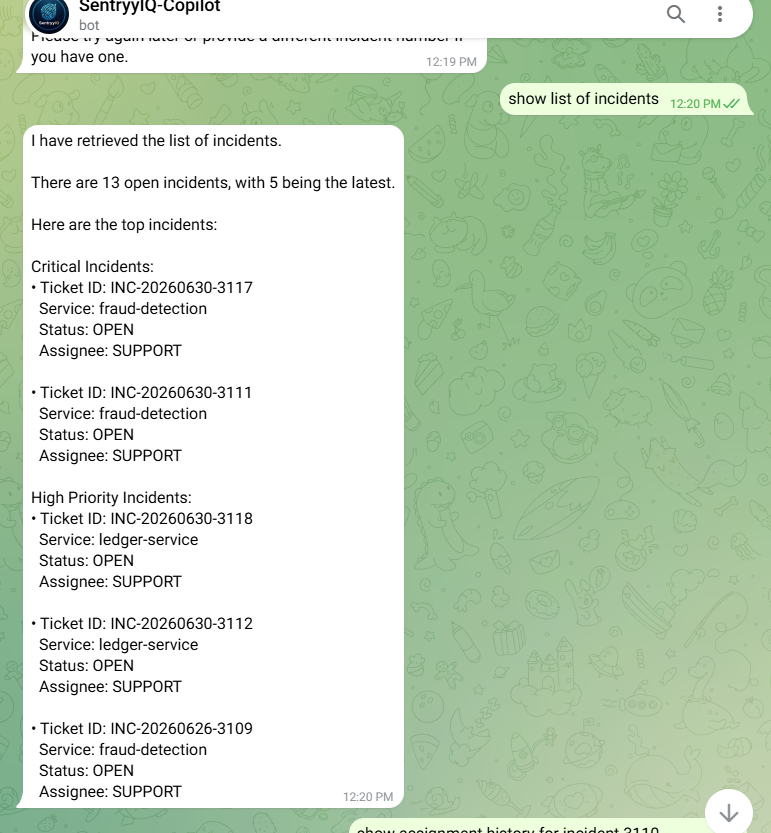 SentryyIQ-Copilot
bot
Please try again later or provide a different incident number if
you have one.
12:19 PM
show list of incidents
12:20 PM
I have retrieved the list of incidents.
There are 13 open incidents, with 5 being the latest.
Here are the top incidents:
Critical Incidents:
• Ticket ID: INC-20260630-3117
Service: fraud-detection
Status: OPEN
Assignee: SUPPORT
• Ticket ID: INC-20260630-3111
Service: fraud-detection
Status: OPEN
Assignee: SUPPORT
High Priority Incidents:
• Ticket ID: INC-20260630-3118
Service: ledger-service
Status: OPEN
Assignee: SUPPORT
• Ticket ID: INC-20260630-3112
Service: ledger-service
Status: OPEN
Assignee: SUPPORT
• Ticket ID: INC-20260626-3109
Service: fraud-detection
Status: OPEN
Assignee: SUPPORT
12:20 PM
show assignment history for incident 3110